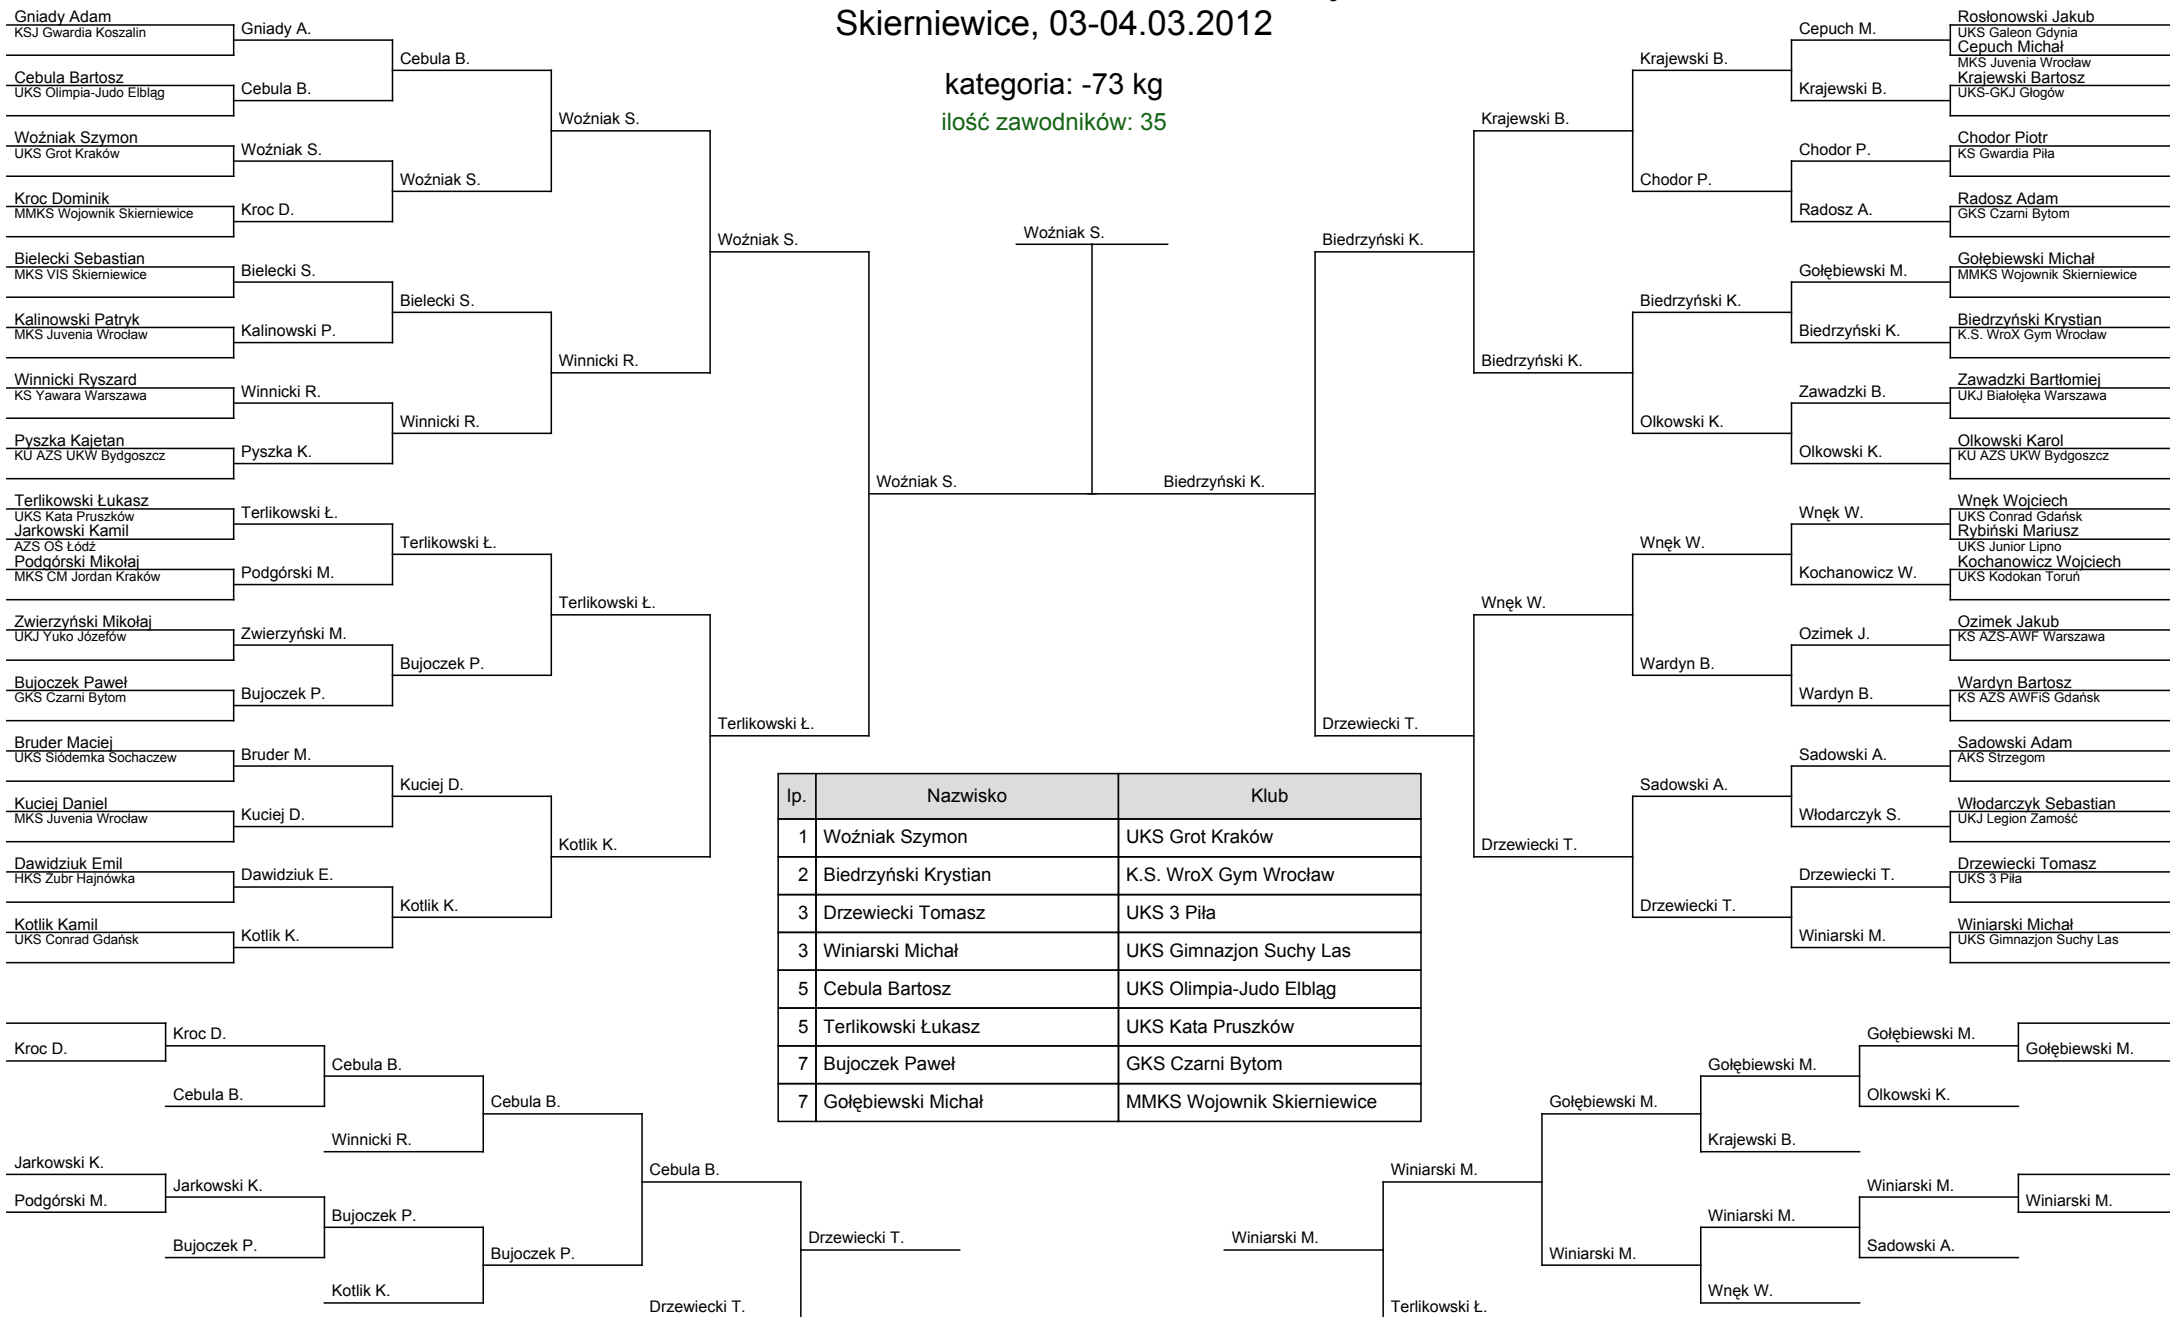 Skierniewice, 03-04.03.2012
kategoria: -73 kg
ilość zawodników: 35
Gniady Adam
KSJ Gwardia Koszalin
Cebula Bartosz
UKS Olimpia-Judo Elbląg
Woźniak Szymon
UKS Grot Kraków
Kroc Dominik
MMKS Wojownik Skierniewice
Bielecki Sebastian
MKS VIS Skierniewice
Kalinowski Patryk
MKS Juvenia Wrocław
Winnicki Ryszard
KS Yawara Warszawa
Pyszka Kajetan
KU AZS UKW Bydgoszcz
Terlikowski Łukasz
UKS Kata Pruszków
Jarkowski Kamil
AZS OŚ Łódź
Podgórski Mikołaj
MKS CM Jordan Kraków
Zwierzyński Mikołaj
UKJ Yuko Józefów
Bujoczek Paweł
GKS Czarni Bytom
Bruder Maciej
UKS Siódemka Sochaczew
Kuciej Daniel
MKS Juvenia Wrocław
Dawidziuk Emil
HKS Żubr Hajnówka
Kotlik Kamil
UKS Conrad Gdańsk
Gniady A.
Cebula B.
Woźniak S.
Kroc D.
Bielecki S.
Kalinowski P.
Winnicki R.
Pyszka K.
Terlikowski Ł.
Podgórski M.
Zwierzyński M.
Bujoczek P.
Bruder M.
Kuciej D.
Dawidziuk E.
Kotlik K.
Cebula B.
Woźniak S.
Bielecki S.
Winnicki R.
Terlikowski Ł.
Bujoczek P.
Kuciej D.
Kotlik K.
Woźniak S.
Winnicki R.
Terlikowski Ł.
Kotlik K.
Woźniak S.
Terlikowski Ł.
Woźniak S.
Woźniak S.
Biedrzyński K.
Biedrzyński K.
Drzewiecki T.
Krajewski B.
Biedrzyński K.
Wnęk W.
Drzewiecki T.
Krajewski B.
Chodor P.
Biedrzyński K.
Olkowski K.
Wnęk W.
Wardyn B.
Sadowski A.
Drzewiecki T.
Cepuch M.
Krajewski B.
Chodor P.
Radosz A.
Gołębiewski M.
Biedrzyński K.
Zawadzki B.
Olkowski K.
Wnęk W.
Kochanowicz W.
Ozimek J.
Wardyn B.
Sadowski A.
Włodarczyk S.
Drzewiecki T.
Winiarski M.
Rosłonowski Jakub
UKS Galeon Gdynia
Cepuch Michał
MKS Juvenia Wrocław
Krajewski Bartosz
UKS-GKJ Głogów
Chodor Piotr
KS Gwardia Piła
Radosz Adam
GKS Czarni Bytom
Gołębiewski Michał
MMKS Wojownik Skierniewice
Biedrzyński Krystian
K.S. WroX Gym Wrocław
Zawadzki Bartłomiej
UKJ Białołęka Warszawa
Olkowski Karol
KU AZS UKW Bydgoszcz
Wnęk Wojciech
UKS Conrad Gdańsk
Rybiński Mariusz
UKS Junior Lipno
Kochanowicz Wojciech
UKS Kodokan Toruń
Ozimek Jakub
KS AZS-AWF Warszawa
Wardyn Bartosz
KS AZS AWFiS Gdańsk
Sadowski Adam
AKS Strzegom
Włodarczyk Sebastian
UKJ Legion Zamość
Drzewiecki Tomasz
UKS 3 Piła
Winiarski Michał
UKS Gimnazjon Suchy Las
lp. Nazwisko Klub
1 Woźniak Szymon UKS Grot Kraków
2 Biedrzyński Krystian K.S. WroX Gym Wrocław
3 Drzewiecki Tomasz UKS 3 Piła
3 Winiarski Michał UKS Gimnazjon Suchy Las
5 Cebula Bartosz UKS Olimpia-Judo Elbląg
5 Terlikowski Łukasz UKS Kata Pruszków
7 Bujoczek Paweł GKS Czarni Bytom
7 Gołębiewski Michał MMKS Wojownik Skierniewice
Kroc D.
Jarkowski K.
Podgórski M.
Kroc D.
Cebula B.
Jarkowski K.
Bujoczek P.
Cebula B.
Winnicki R.
Bujoczek P.
Kotlik K.
Cebula B.
Bujoczek P.
Cebula B.
Drzewiecki T.
Drzewiecki T.
Winiarski M.
Winiarski M.
Terlikowski Ł.
Gołębiewski M.
Winiarski M.
Gołębiewski M.
Krajewski B.
Winiarski M.
Wnęk W.
Gołębiewski M.
Olkowski K.
Winiarski M.
Sadowski A.
Gołębiewski M.
Winiarski M.